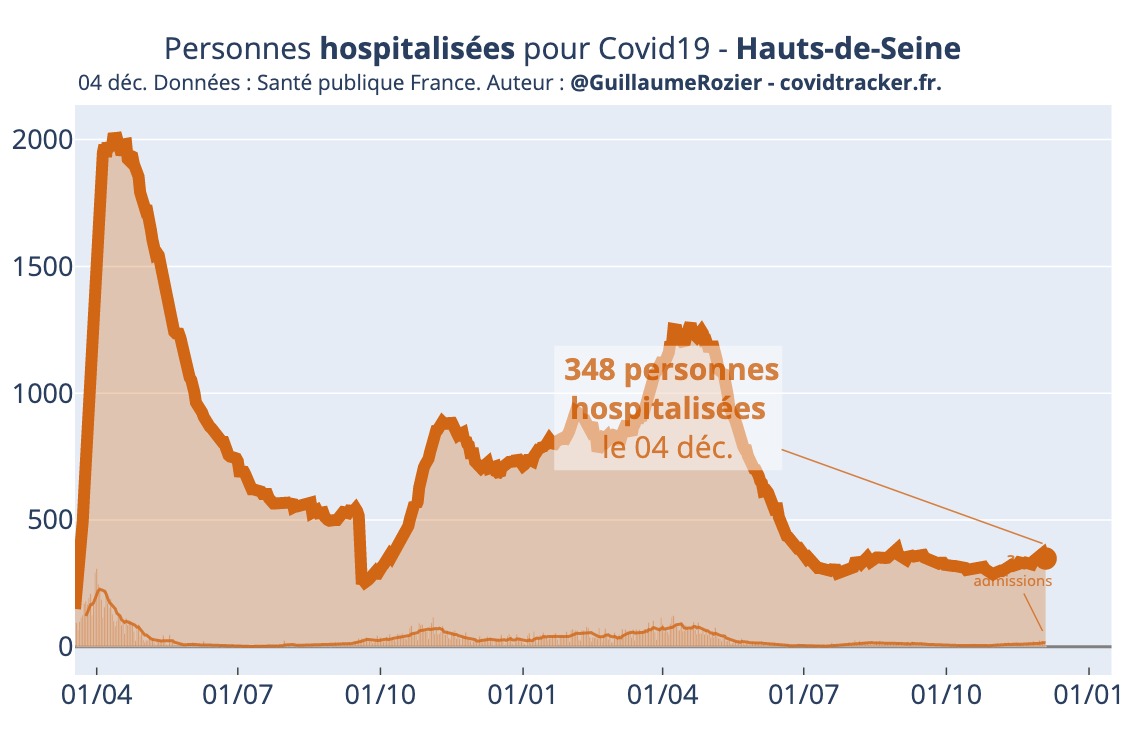 Personnes hospitalisées pour Covid19 - Hauts-de-Seine
04 déc. Données : Santé publique France. Auteur : @GuillaumeRozier - covidtracker.fr.
2000
1500
1000
500
0
348 personnes
hospitalisées
le 04 déc.
admissions
01/04
01/07
01/10
01/01
01/04
01/07
01/10
01/01